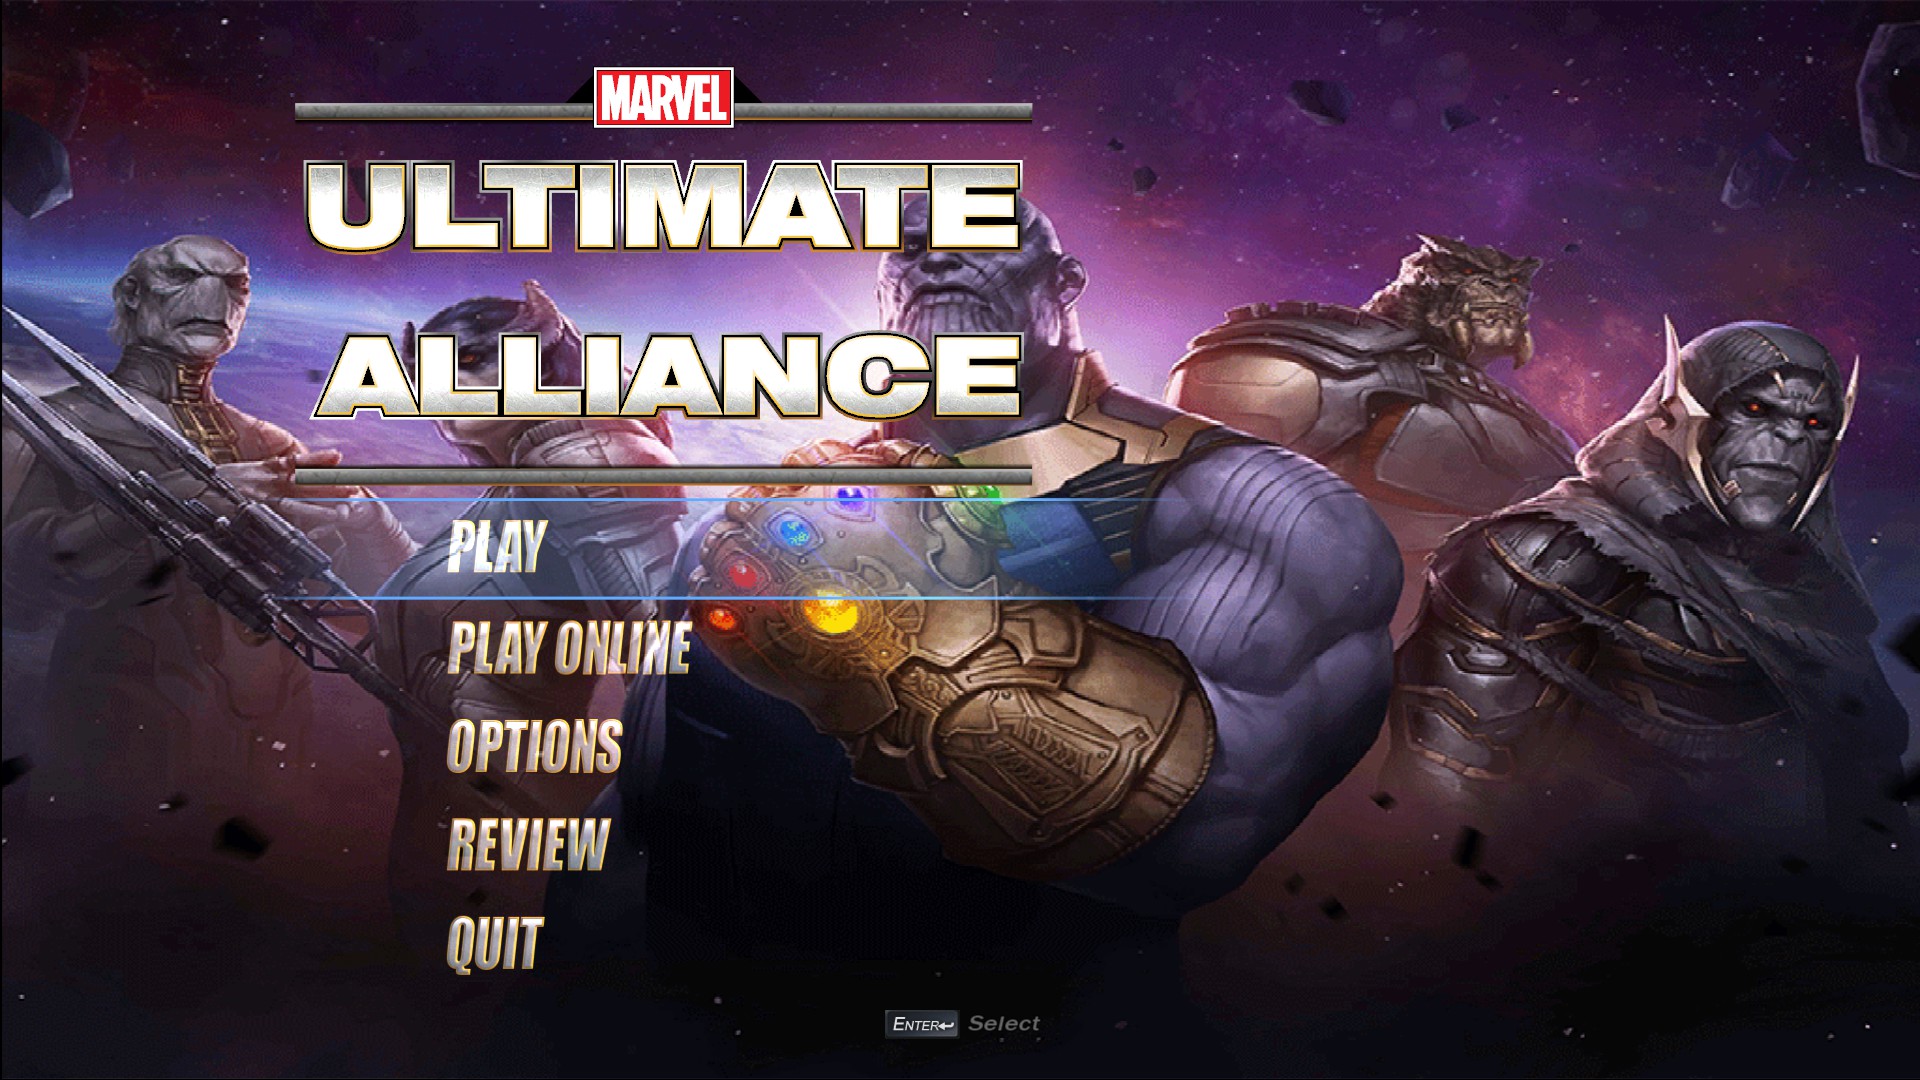 MARVEL
ULTIMATE
ALLIANCE
PLAY
PLAY ONLINE
OPTIONS
REVIEW
QUIT
ENTER↵ Select